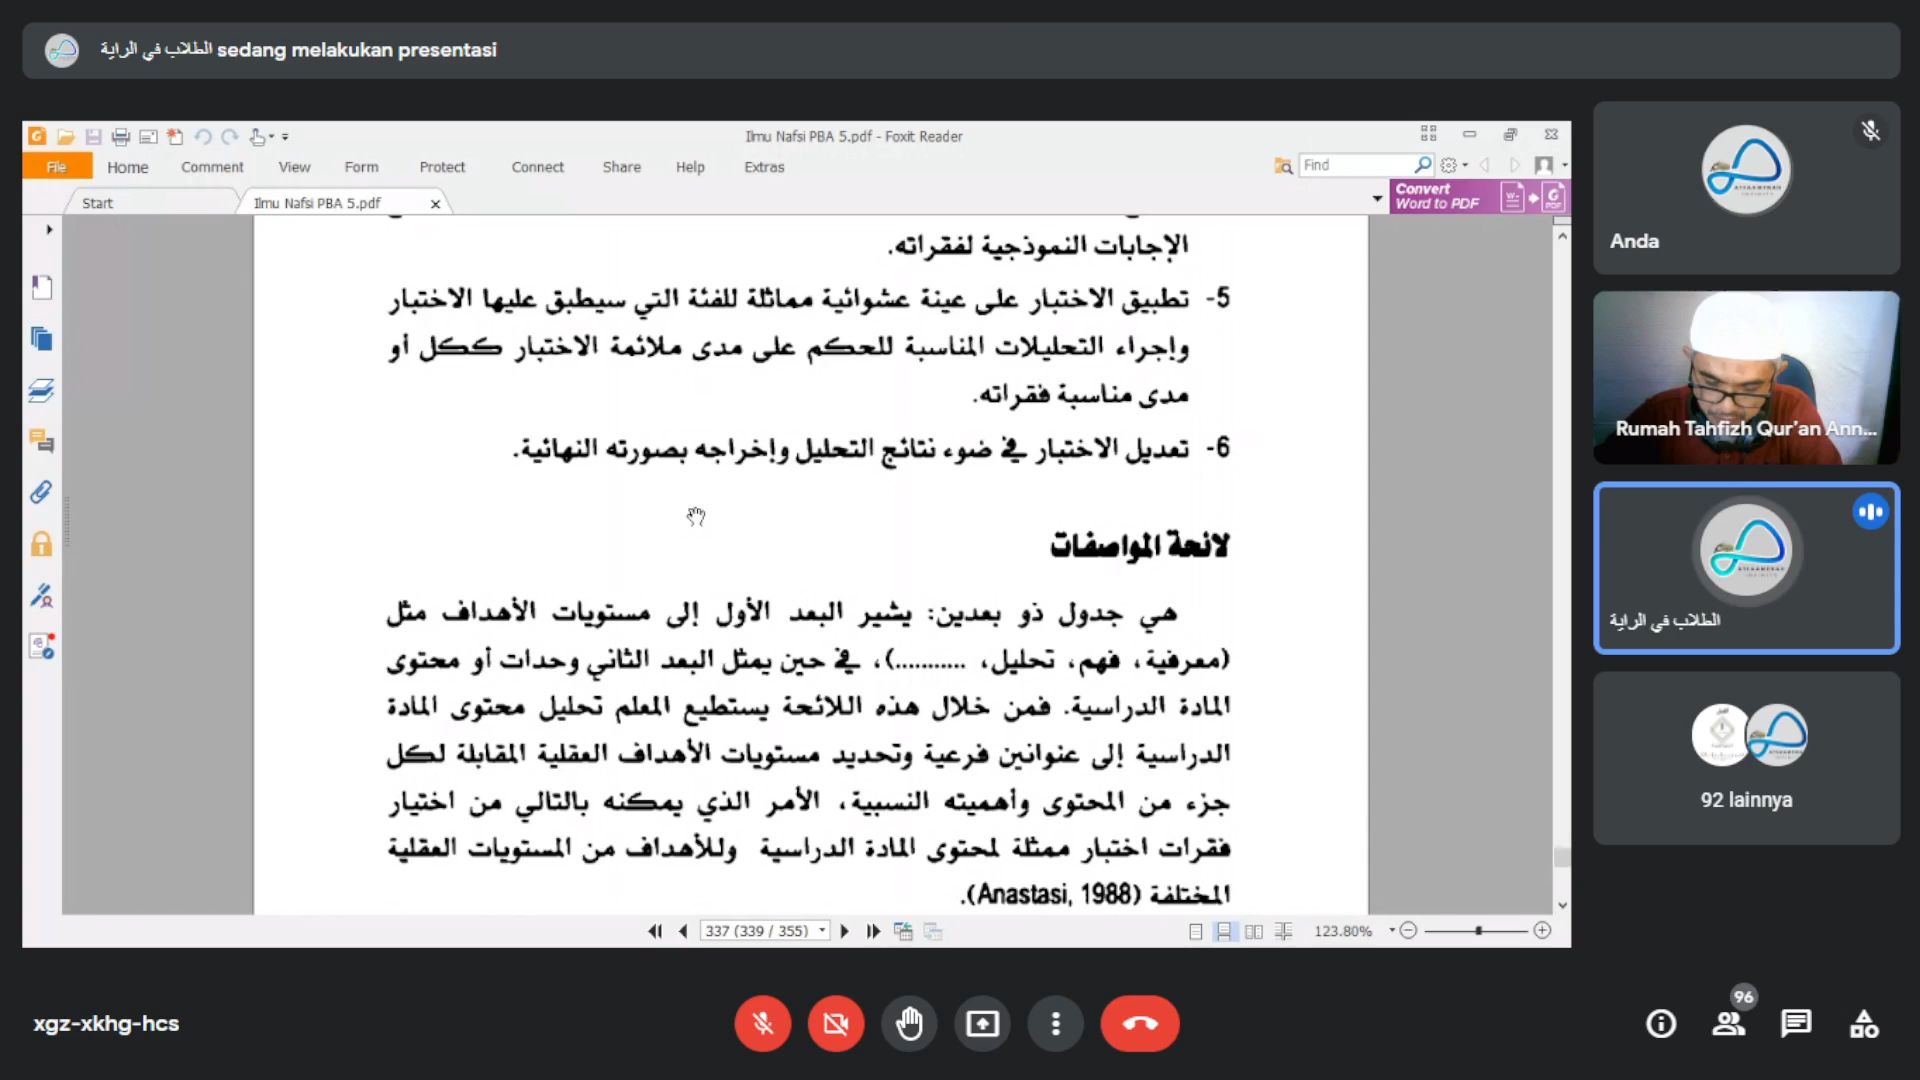 الطلاب في الراية sedang melakukan presentasi
Ilmu Nafsi PBA 5.pdf - Foxit Reader
File Home Comment View Form Protect Connect Share Help Extras
Find
Start
Ilmu Nafsi PBA 5.pdf
Convert
Word to PDF
الإجابات النموذجية لفقراته.
5- تطبيق الاختبار على عينة عشوائية مماثلة للفئة التي سيطبق عليها الاختبار
وإجراء التحليلات المناسبة للحكم على مدى ملائمة الاختبار ككل أو
مدى مناسبة فقراته.
6- تعديل الاختبار في ضوء نتائج التحليل وإخراجه بصورته النهائية.
لائحة المواصفات
هي جدول ذو بعدين: يشير البعد الأول إلى مستويات الأهداف مثل
(معرفية، فهم، تحليل، ...........)، في حين يمثل البعد الثاني وحدات أو محتوى
المادة الدراسية. فمن خلال هذه اللائحة يستطيع المعلم تحليل محتوى المادة
الدراسية إلى عنوانين فرعية وتحديد مستويات الأهداف العقلية المقابلة لكل
جزء من المحتوى وأهميته النسبية، الأمر الذي يمكنه بالتالي من اختيار
فقرات اختبار ممثلة لمحتوى المادة الدراسية وللأهداف من المستويات العقلية
المختلفة (Anastasi, 1988).
337 (339 / 355)
123.80%
Anda
Rumah Tahfizh Qur'an Ann...
الطلاب في الراية
92 lainnya
xgz-xkhg-hcs
96